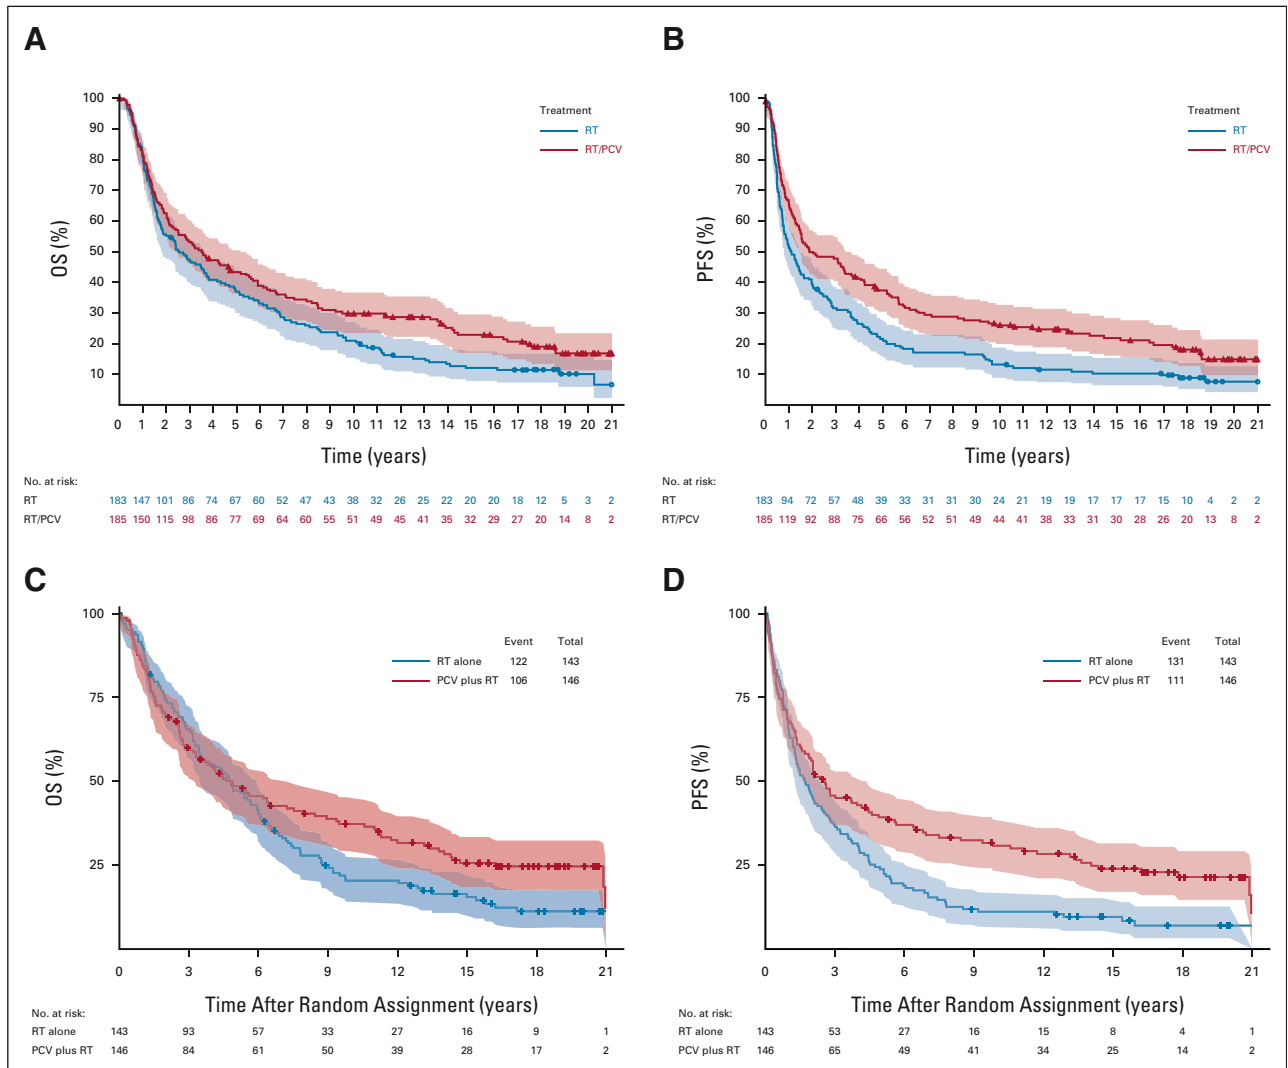 A
100
90
80
70
60
50
40
30
20
10
OS (%)
Treatment
RT
RT/PCV
0 1 2 3 4 5 6 7 8 9 10 11 12 13 14 15 16 17 18 19 20 21
Time (years)
No. at risk:
RT 183 147 101 86 74 67 60 52 47 43 38 32 26 25 22 20 20 18 12 5 3 2
RT/PCV 185 150 115 98 86 77 69 64 60 55 51 49 45 41 35 32 29 27 20 14 8 2
B
100
90
80
70
60
50
40
30
20
10
PFS (%)
Treatment
RT
RT/PCV
0 1 2 3 4 5 6 7 8 9 10 11 12 13 14 15 16 17 18 19 20 21
Time (years)
No. at risk:
RT 183 94 72 57 48 39 33 31 31 30 24 21 19 19 17 17 17 15 10 4 2 2
RT/PCV 185 119 92 88 75 66 56 52 51 49 44 41 38 33 31 30 28 26 20 13 8 2
C
100
75
50
25
OS (%)
Event Total
RT alone 122 143
PCV plus RT 106 146
0 3 6 9 12 15 18 21
Time After Random Assignment (years)
No. at risk:
RT alone 143 93 57 33 27 16 9 1
PCV plus RT 146 84 61 50 39 28 17 2
D
100
75
50
25
PFS (%)
Event Total
RT alone 131 143
PCV plus RT 111 146
0 3 6 9 12 15 18 21
Time After Random Assignment (years)
No. at risk:
RT alone 143 53 27 16 15 8 4 1
PCV plus RT 146 65 49 41 34 25 14 2